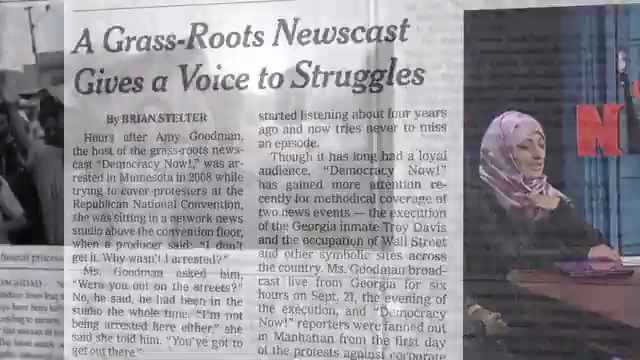 A Grass-Roots Newscast
Gives a Voice to Struggles
By BRIAN STELTER
Hours after Amy Goodman,
the host of the grass-roots news-
cast "Democracy Now!," was ar-
rested in Minnesota in 2008 while
trying to cover protesters at the
Republican National Convention,
she was sitting in a network news
studio above the convention floor,
when a producer said: "I don't
get it. Why wasn't I arrested?"
Ms. Goodman asked him,
"Were you out on the streets?"
No, he said, he had been in the
studio the whole time. "I'm not
being arrested here either," she
said she told him. "You've got to
get out there."
started listening about four years
ago and now tries never to miss
an episode.
Though it has long had a loyal
audience, "Democracy Now!"
has gained more attention re-
cently for methodical coverage of
two news events — the execution
of the Georgia inmate Troy Davis
and the occupation of Wall Street
and other symbolic sites across
the country. Ms. Goodman broad-
cast live from Georgia for six
hours on Sept. 21, the evening of
the execution, and "Democracy
Now!" reporters were fanned out
in Manhattan from the first day
of the protests against corporate
funeral process
BAGHDAD
N